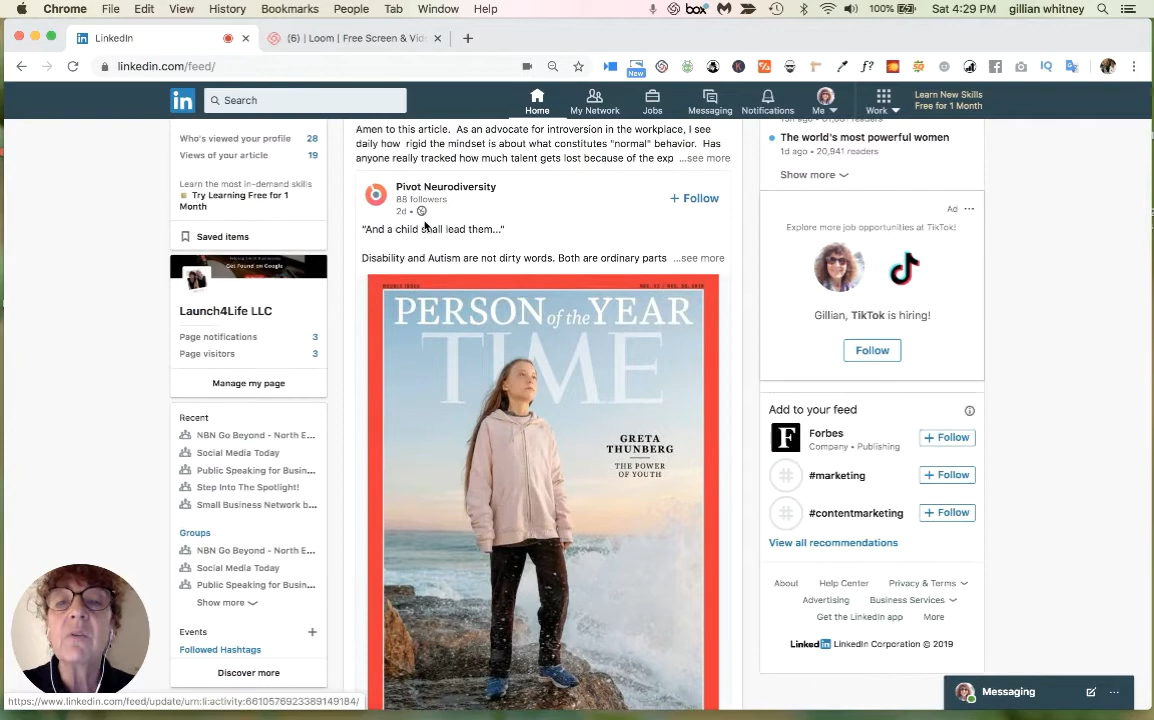 Chrome File Edit View History Bookmarks People Tab Window Help
box
100%
Sat 4:29 PM gillian whitney
LinkedIn
(6) | Loom | Free Screen & Vid
linkedin.com/feed/
New
f?
IQ
in
Search
Home
My Network
Jobs
Messaging
Notifications
Me
Work
Learn New Skills
Free for 1 Month
Who's viewed your profile 28
Views of your article 19
Learn the most in-demand skills
Try Learning Free for 1
Month
Saved items
Launch4Life LLC
Page notifications 3
Page visitors 3
Manage my page
Recent
NBN Go Beyond - North E...
Social Media Today
Public Speaking for Busin...
Step Into The Spotlight!
Small Business Network b...
Groups
NBN Go Beyond - North E...
Social Media Today
Public Speaking for Busin...
Show more
Events
Followed Hashtags
Discover more
Amen to this article. As an advocate for introversion in the workplace, I see
daily how rigid the mindset is about what constitutes "normal" behavior. Has
anyone really tracked how much talent gets lost because of the exp ...see more
Pivot Neurodiversity
88 followers
2d •
+ Follow
"And a child shall lead them..."
Disability and Autism are not dirty words. Both are ordinary parts ...see more
PERSON of the YEAR
TIME
GRETA
THUNBERG
THE POWER
OF YOUTH
The world's most powerful women
1d ago • 20,941 readers
Show more
Ad ...
Explore more job opportunities at TikTok!
Gillian, TikTok is hiring!
Follow
Add to your feed
F
Forbes
Company • Publishing
+ Follow
#marketing
+ Follow
#contentmarketing
+ Follow
View all recommendations
About Help Center Privacy & Terms
Advertising Business Services
Get the LinkedIn app More
LinkedIn LinkedIn Corporation © 2019
Messaging
https://www.linkedin.com/feed/update/urn:li:activity:6610576923389149184/